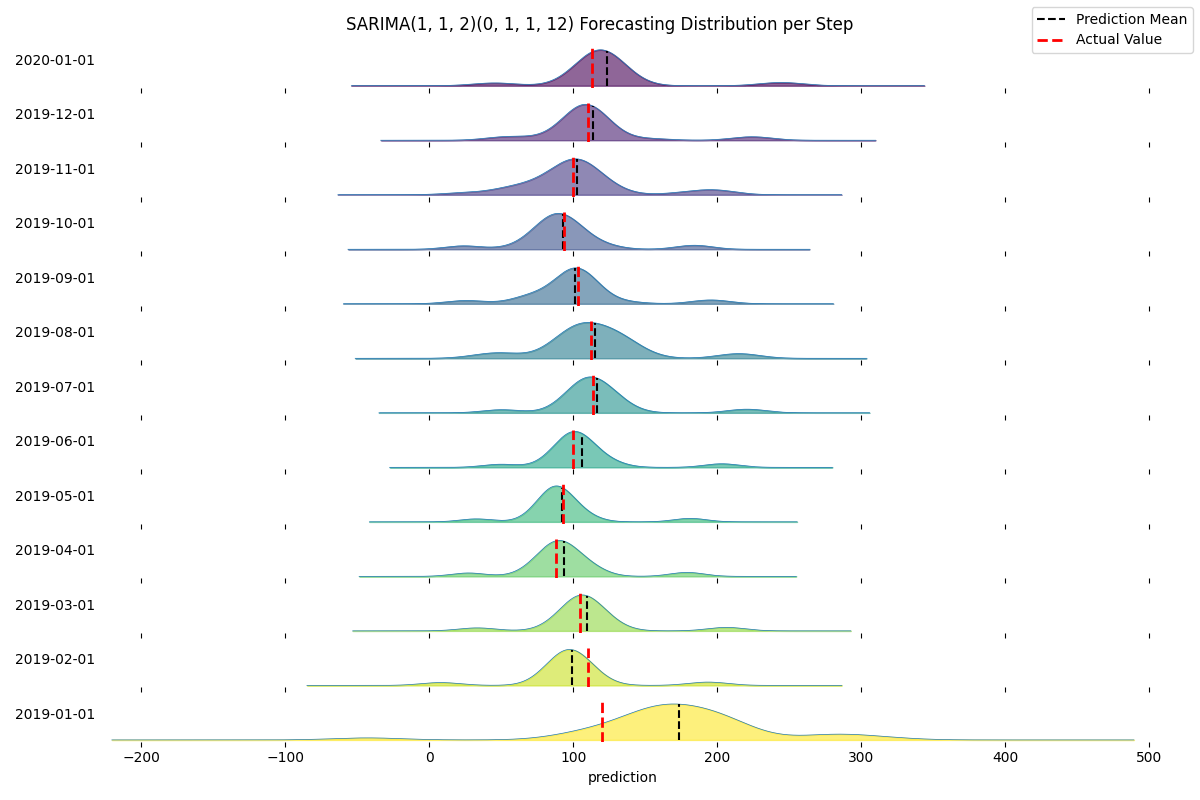 SARIMA(1, 1, 2)(0, 1, 1, 12) Forecasting Distribution per Step
Prediction Mean
Actual Value
2020-01-01
2019-12-01
2019-11-01
2019-10-01
2019-09-01
2019-08-01
2019-07-01
2019-06-01
2019-05-01
2019-04-01
2019-03-01
2019-02-01
2019-01-01
−200 −100 0 100 200 300 400 500
prediction